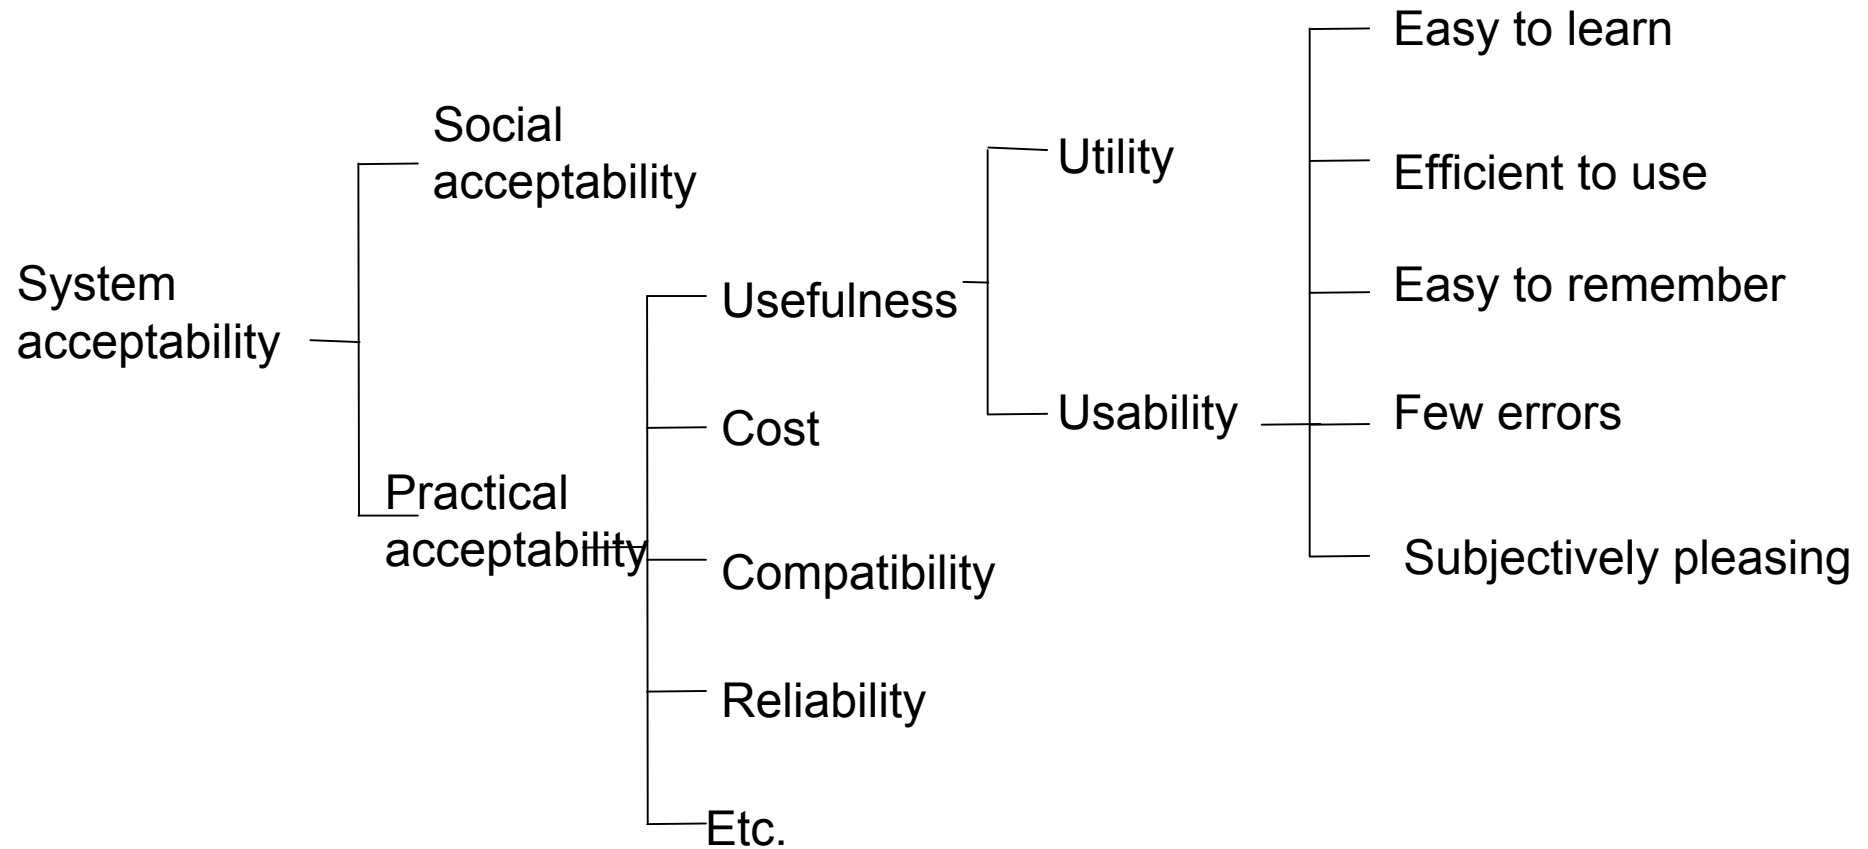 System
acceptability
Social
acceptability
Practical
acceptability
Usefulness
Cost
Compatibility
Reliability
Etc.
Utility
Usability
Easy to learn
Efficient to use
Easy to remember
Few errors
Subjectively pleasing